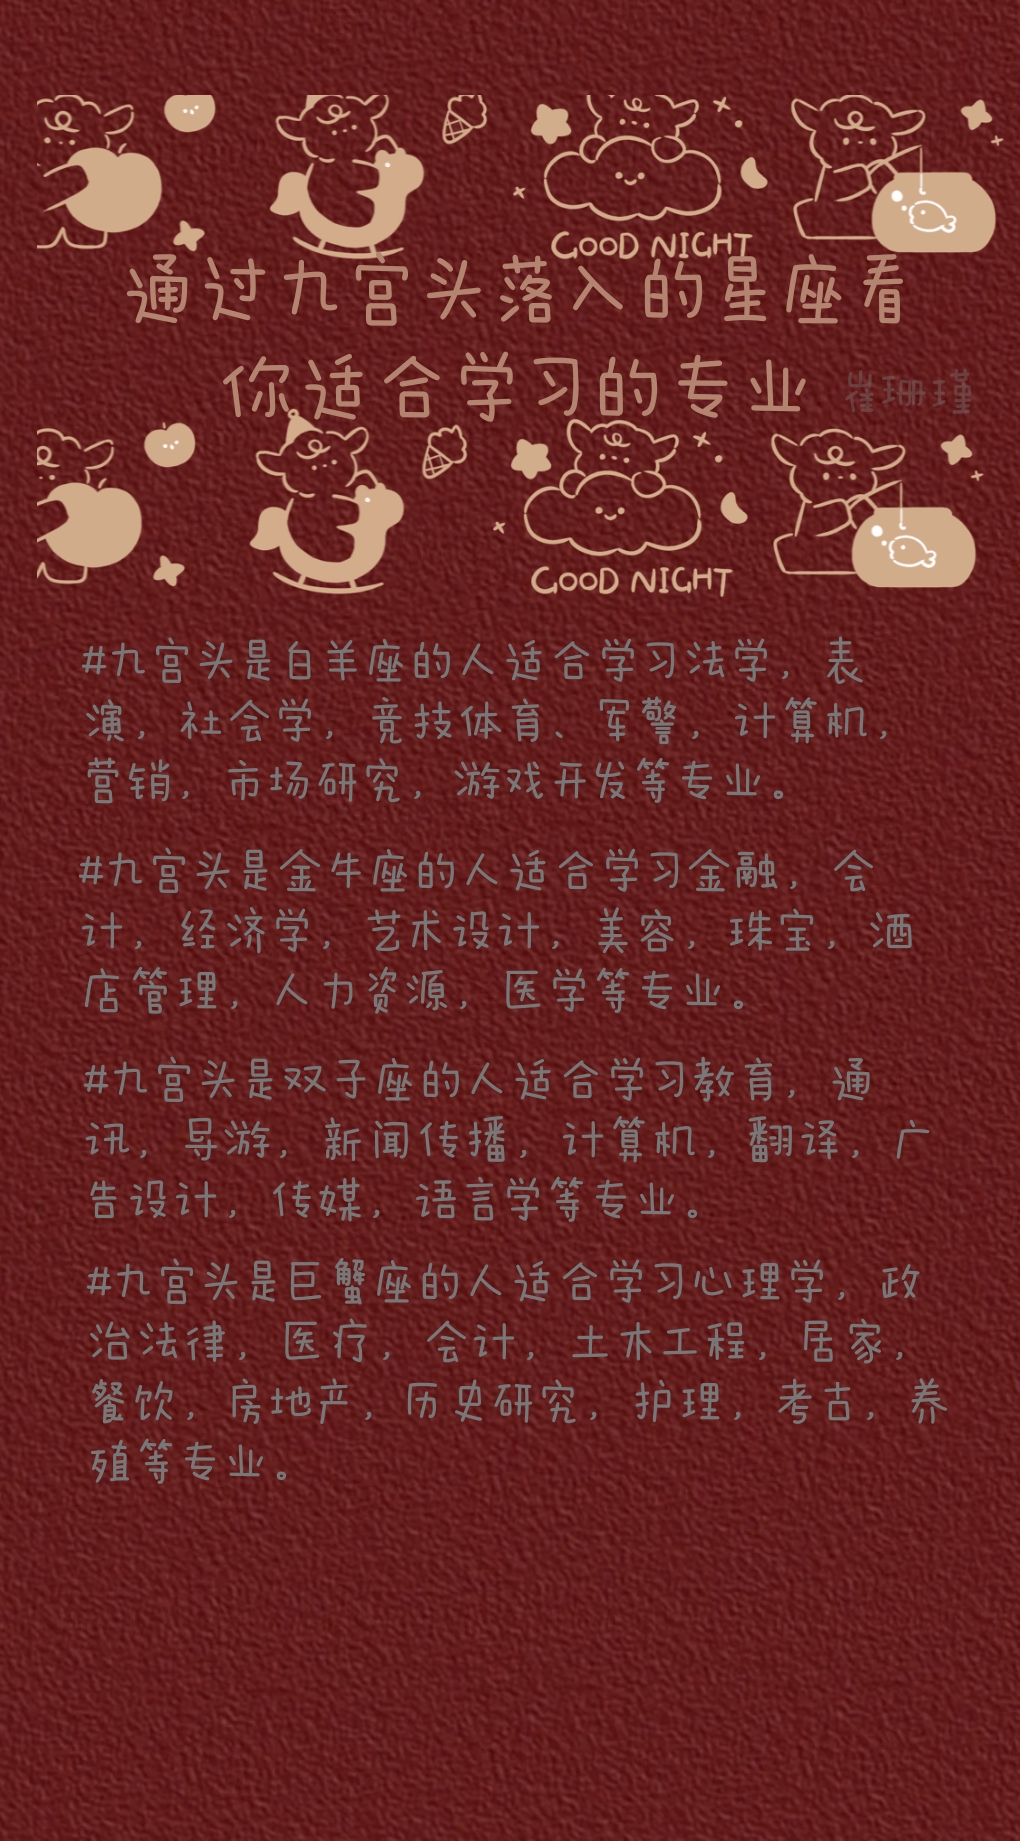 GOOD NIGHT
通过九宫头落入的星座看
你适合学习的专业
崔珊瑾
GOOD NIGHT
#九宫头是白羊座的人适合学习法学，表
演，社会学，竞技体育、军警，计算机，
营销，市场研究，游戏开发等专业。
#九宫头是金牛座的人适合学习金融，会
计，经济学，艺术设计，美容，珠宝，酒
店管理，人力资源，医学等专业。
#九宫头是双子座的人适合学习教育，通
讯，导游，新闻传播，计算机，翻译，广
告设计，传媒，语言学等专业。
#九宫头是巨蟹座的人适合学习心理学，政
治法律，医疗，会计，土木工程，居家，
餐饮，房地产，历史研究，护理，考古，养
殖等专业。